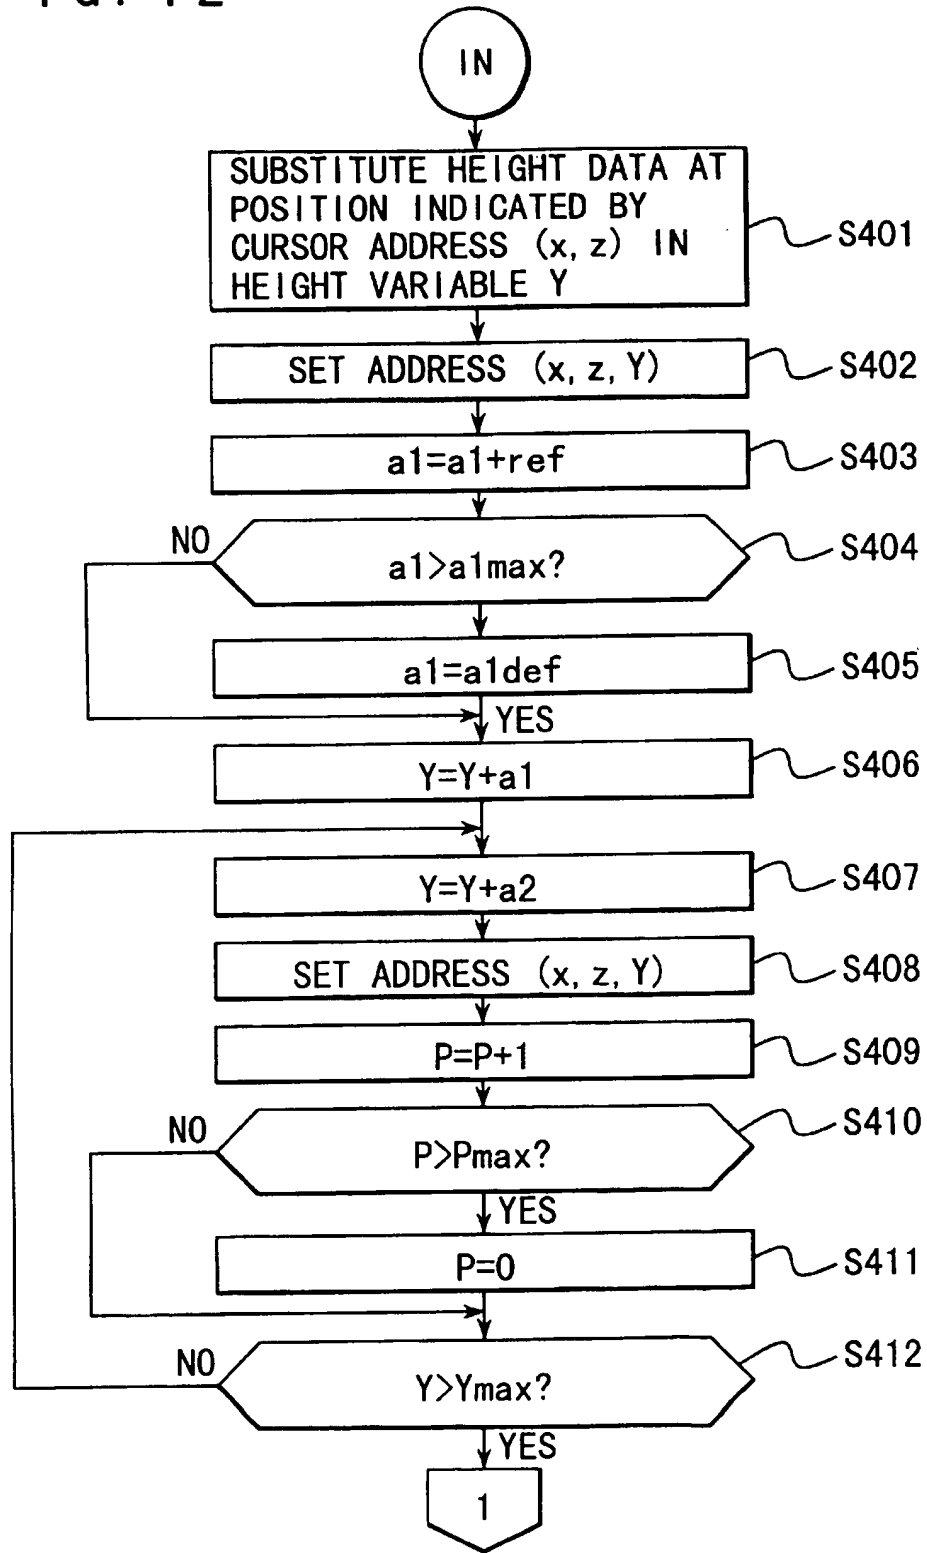 IN
SUBSTITUTE HEIGHT DATA AT
POSITION INDICATED BY
CURSOR ADDRESS (x, z) IN
HEIGHT VARIABLE Y
S401
SET ADDRESS (x, z, Y)
S402
a1=a1+ref
S403
NO
a1>a1max?
S404
a1=a1def
S405
YES
Y=Y+a1
S406
Y=Y+a2
S407
SET ADDRESS (x, z, Y)
S408
P=P+1
S409
NO
P>Pmax?
S410
YES
P=0
S411
NO
Y>Ymax?
S412
YES
1